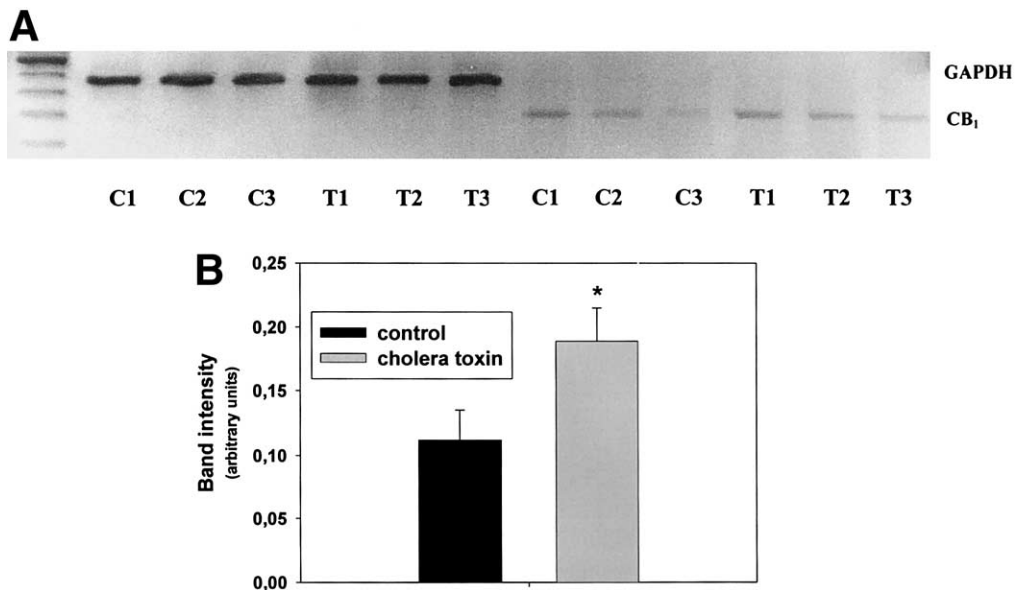 A
GAPDH
CB₁
C1 C2 C3 T1 T2 T3 C1 C2 C3 T1 T2 T3
B
0,25
0,20
0,15
0,10
0,05
0,00
Band intensity
(arbitrary units)
control
cholera toxin
*